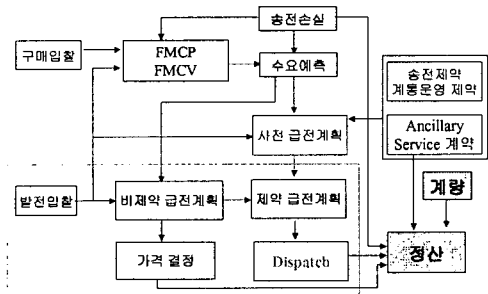 송전손실
구매입찰
FMCP
FMCV
수요예측
송전제약
계통운영 제약
Ancillary
Service 계약
사전 급전계획
발전입찰
비제약 급전계획
제약 급전계획
계량
가격 결정
Dispatch
정산